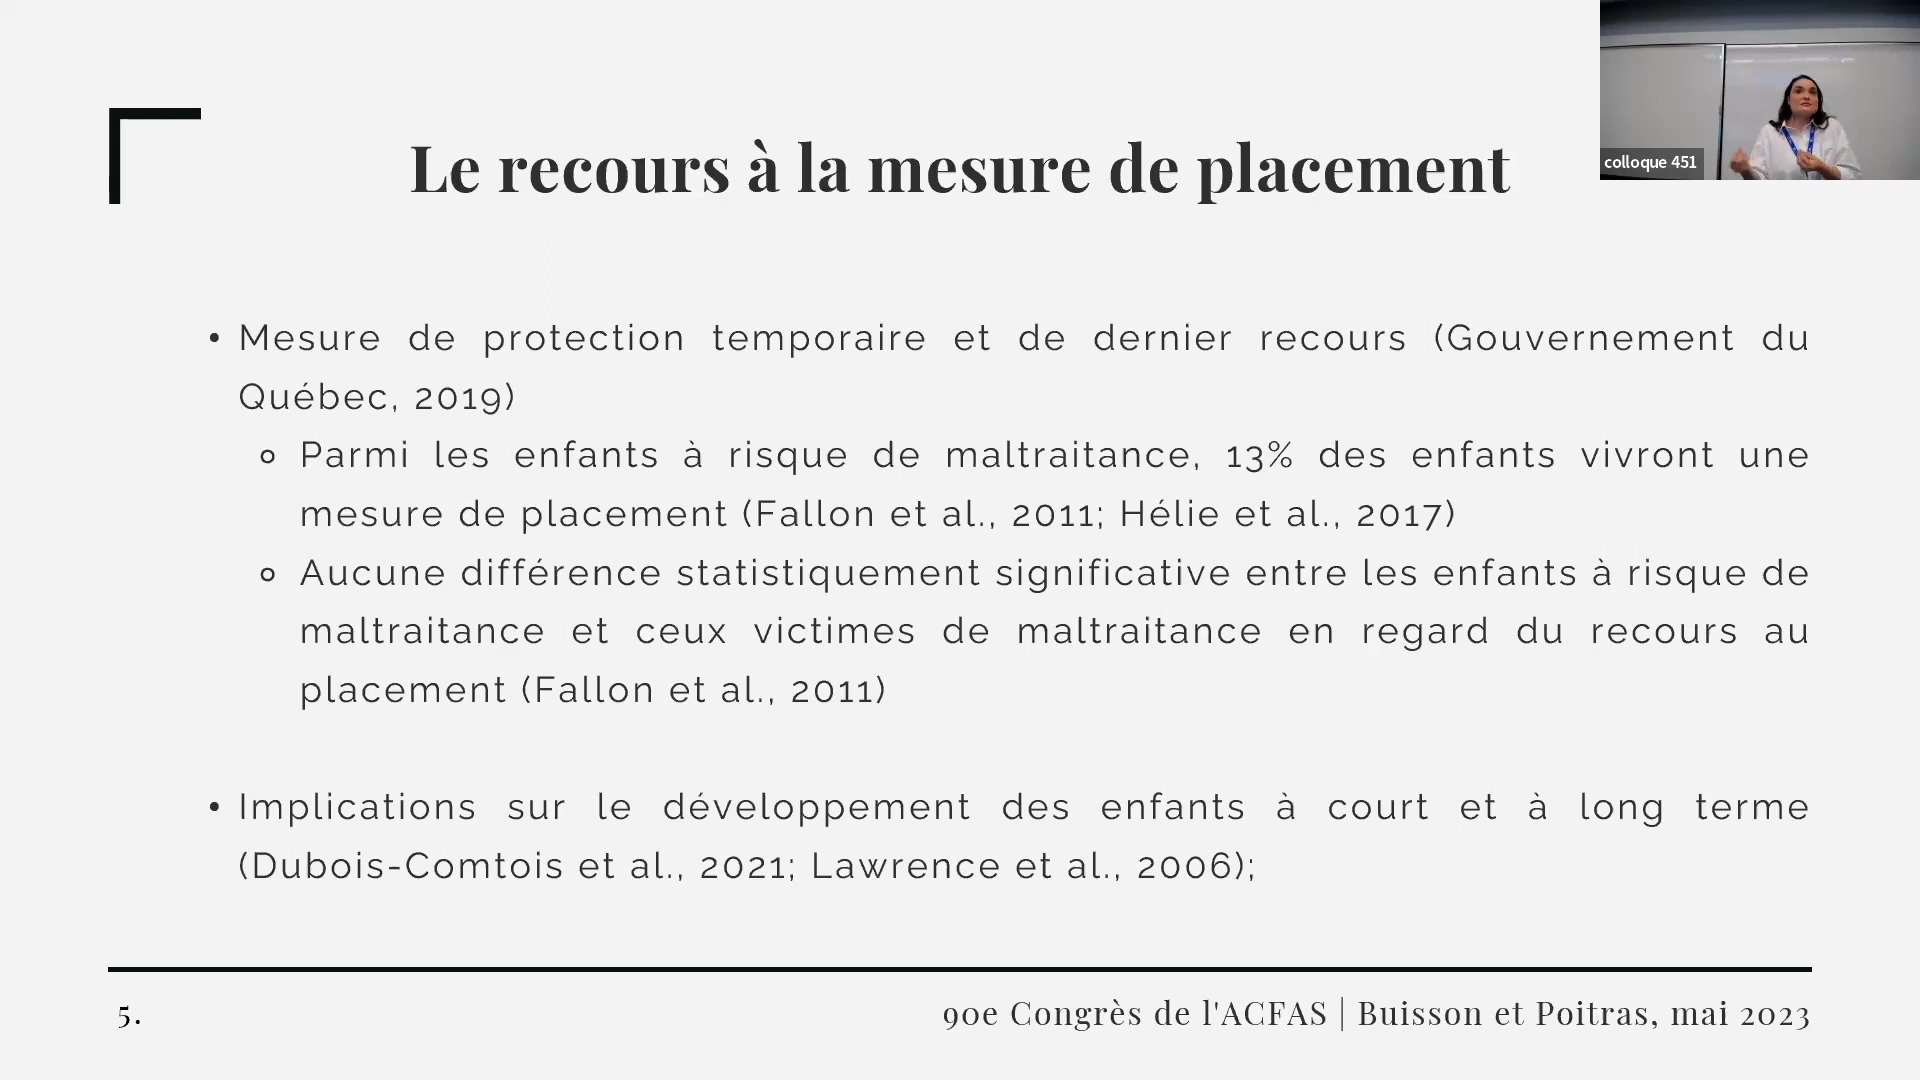 colloque 451
Le recours à la mesure de placement
• Mesure de protection temporaire et de dernier recours (Gouvernement du
Québec, 2019)
Parmi les enfants à risque de maltraitance, 13% des enfants vivront une
mesure de placement (Fallon et al., 2011; Hélie et al., 2017)
Aucune différence statistiquement significative entre les enfants à risque de
maltraitance et ceux victimes de maltraitance en regard du recours au
placement (Fallon et al., 2011)
• Implications sur le développement des enfants à court et à long terme
(Dubois-Comtois et al., 2021; Lawrence et al., 2006);
5.
90e Congrès de l'ACFAS | Buisson et Poitras, mai 2023